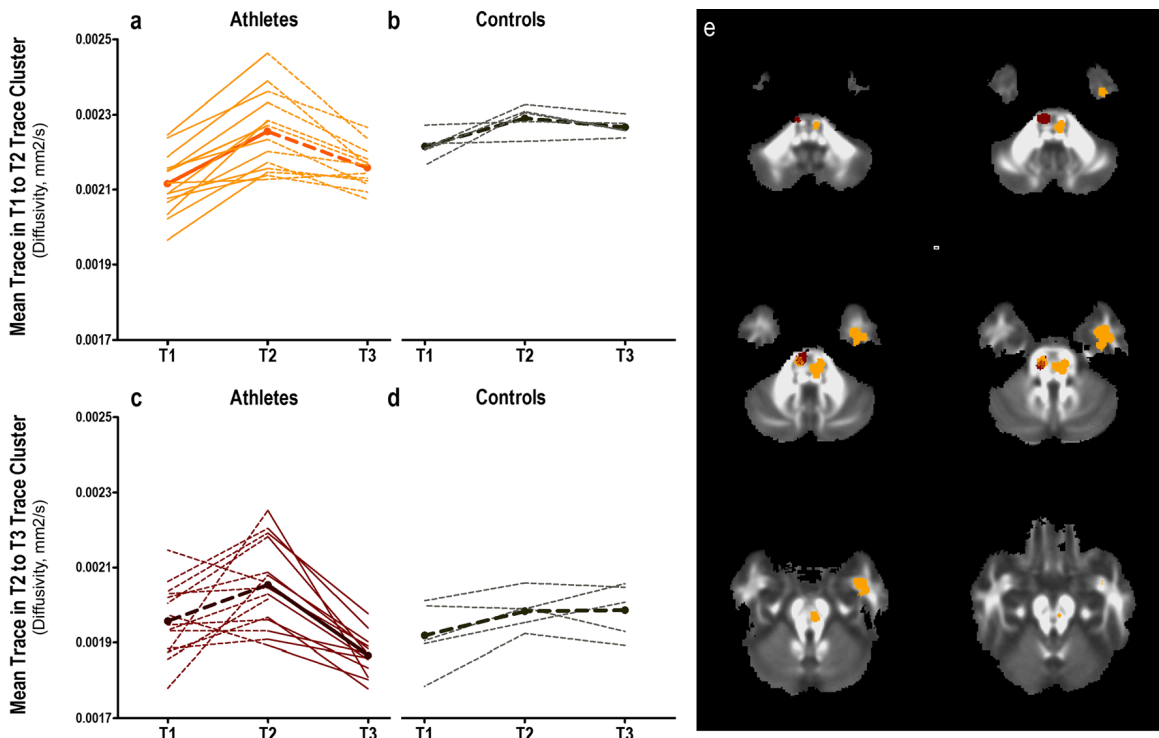 a
Athletes
b
Controls
e
Mean Trace in T1 to T2 Trace Cluster
(Diffusivity, mm2/s)
0.0025
0.0023
0.0021
0.0019
0.0017
T1
T2
T3
T1
T2
T3
c
Athletes
d
Controls
Mean Trace in T2 to T3 Trace Cluster
(Diffusivity, mm2/s)
0.0025
0.0023
0.0021
0.0019
0.0017
T1
T2
T3
T1
T2
T3